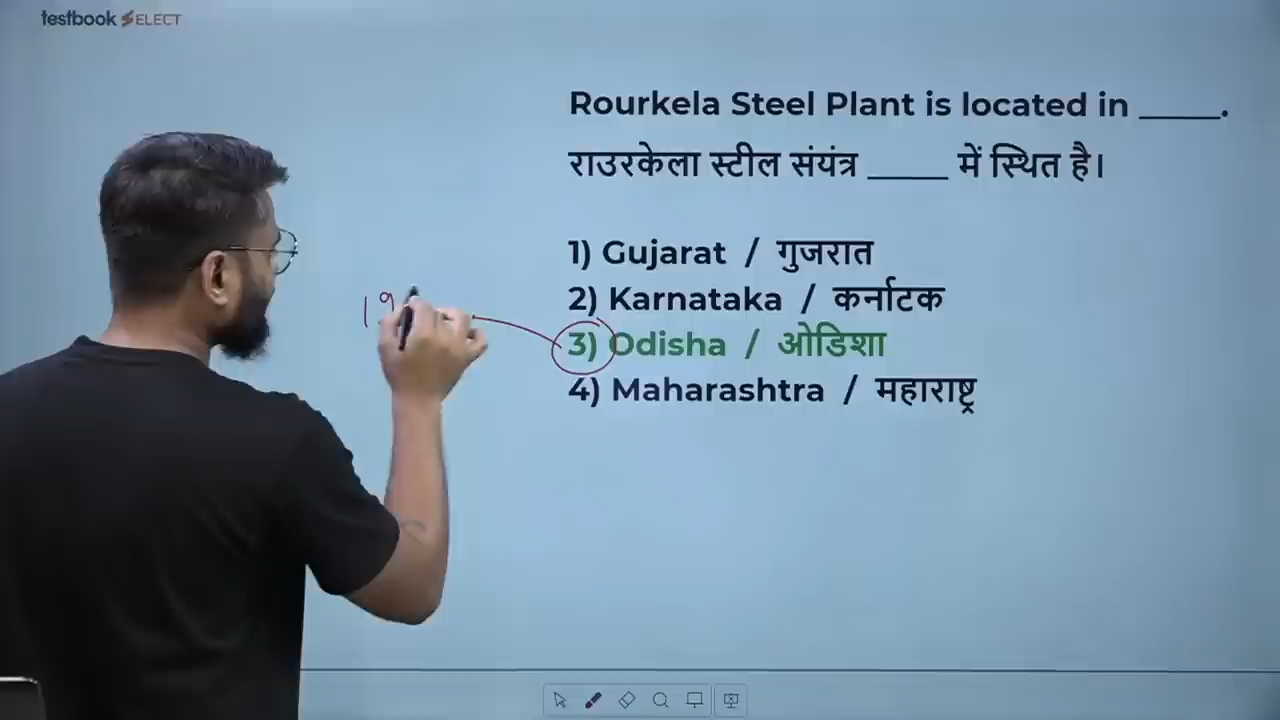 testbook SELECT
Rourkela Steel Plant is located in _____.
राउरकेला स्टील संयंत्र _____ में स्थित है।
1) Gujarat / गुजरात
2) Karnataka / कर्नाटक
19
3) Odisha / ओडिशा
4) Maharashtra / महाराष्ट्र